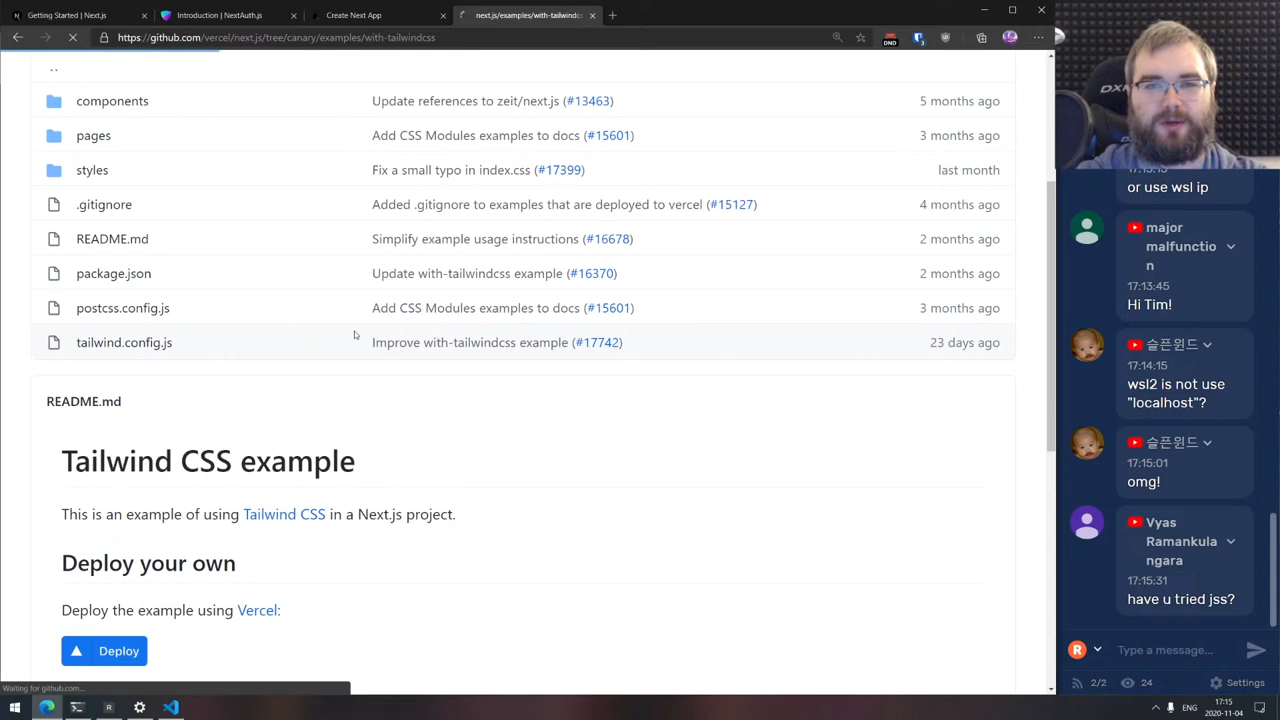 Getting Started | Next.js
Introduction | NextAuth.js
Create Next App
next.js/examples/with-tailwindcss
https://github.com/vercel/next.js/tree/canary/examples/with-tailwindcss
DND
..
components Update references to zeit/next.js (#13463) 5 months ago
pages Add CSS Modules examples to docs (#15601) 3 months ago
styles Fix a small typo in index.css (#17399) last month
.gitignore Added .gitignore to examples that are deployed to vercel (#15127) 4 months ago
README.md Simplify example usage instructions (#16678) 2 months ago
package.json Update with-tailwindcss example (#16370) 2 months ago
postcss.config.js Add CSS Modules examples to docs (#15601) 3 months ago
tailwind.config.js Improve with-tailwindcss example (#17742) 23 days ago
README.md
Tailwind CSS example
This is an example of using Tailwind CSS in a Next.js project.
Deploy your own
Deploy the example using Vercel:
Deploy
Waiting for github.com...
or use wsl ip
major
malfunctio
n
17:13:45
Hi Tim!
슬픈윈드
17:14:15
wsl2 is not use
"localhost"?
슬픈윈드
17:15:01
omg!
Vyas
Ramankula
ngara
17:15:31
have u tried jss?
R
Type a message...
2/2
24
Settings
ENG
17:15
2020-11-04